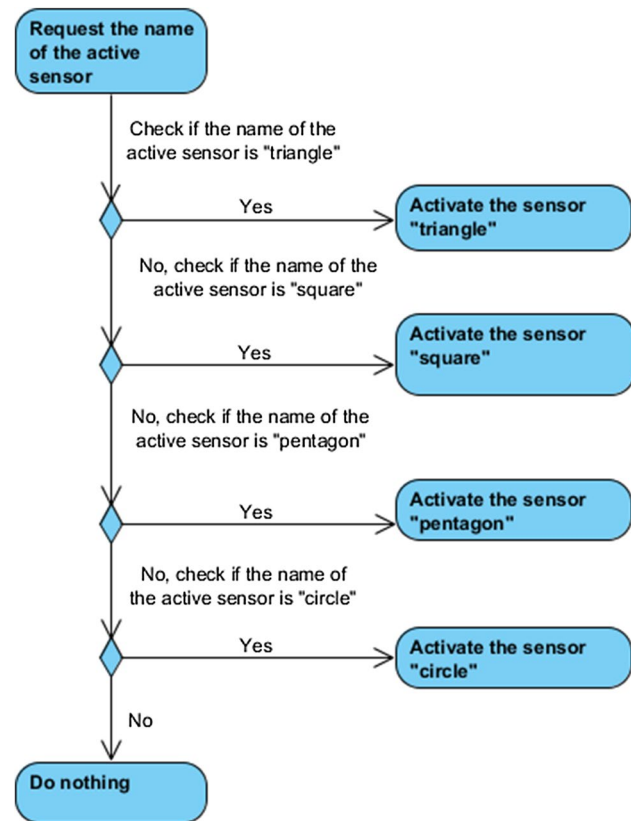 Request the name
of the active
sensor
Check if the name of the
active sensor is "triangle"
Yes
Activate the sensor
"triangle"
No, check if the name of the
active sensor is "square"
Yes
Activate the sensor
"square"
No, check if the name of the
active sensor is "pentagon"
Yes
Activate the sensor
"pentagon"
No, check if the name of
the active sensor is "circle"
Yes
Activate the sensor
"circle"
No
Do nothing